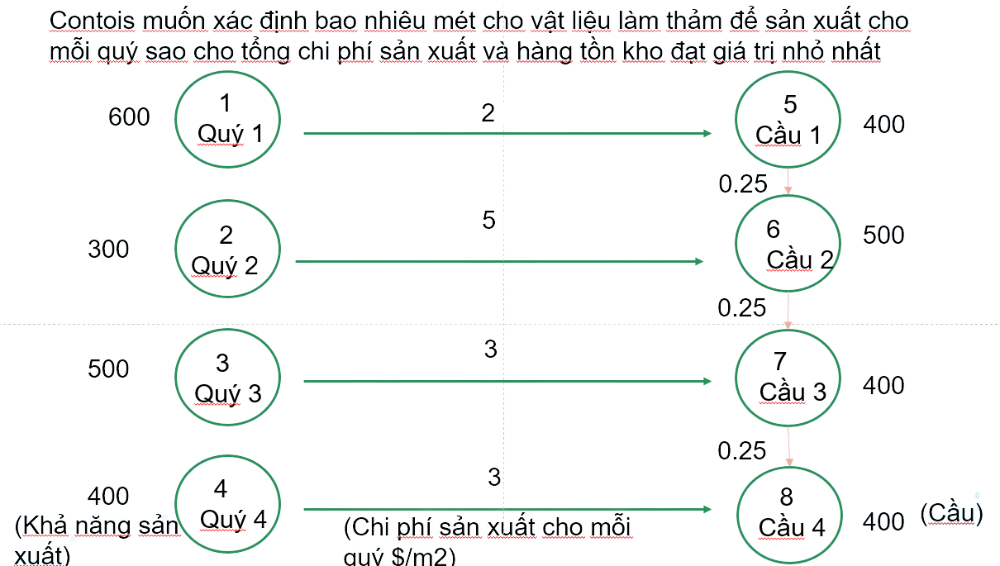 Contois muốn xác định bao nhiêu mét cho vật liệu làm thảm để sản xuất cho
mỗi quý sao cho tổng chi phí sản xuất và hàng tồn kho đạt giá trị nhỏ nhất
600
1
Quý 1
2
5
Cầu 1
400
0.25
300
2
Quý 2
5
6
Cầu 2
500
0.25
500
3
Quý 3
3
7
Cầu 3
400
0.25
400
4
Quý 4
3
8
Cầu 4
400
(Cầu)
(Khả năng sản
xuất)
(Chi phí sản xuất cho mỗi
quý $/m2)